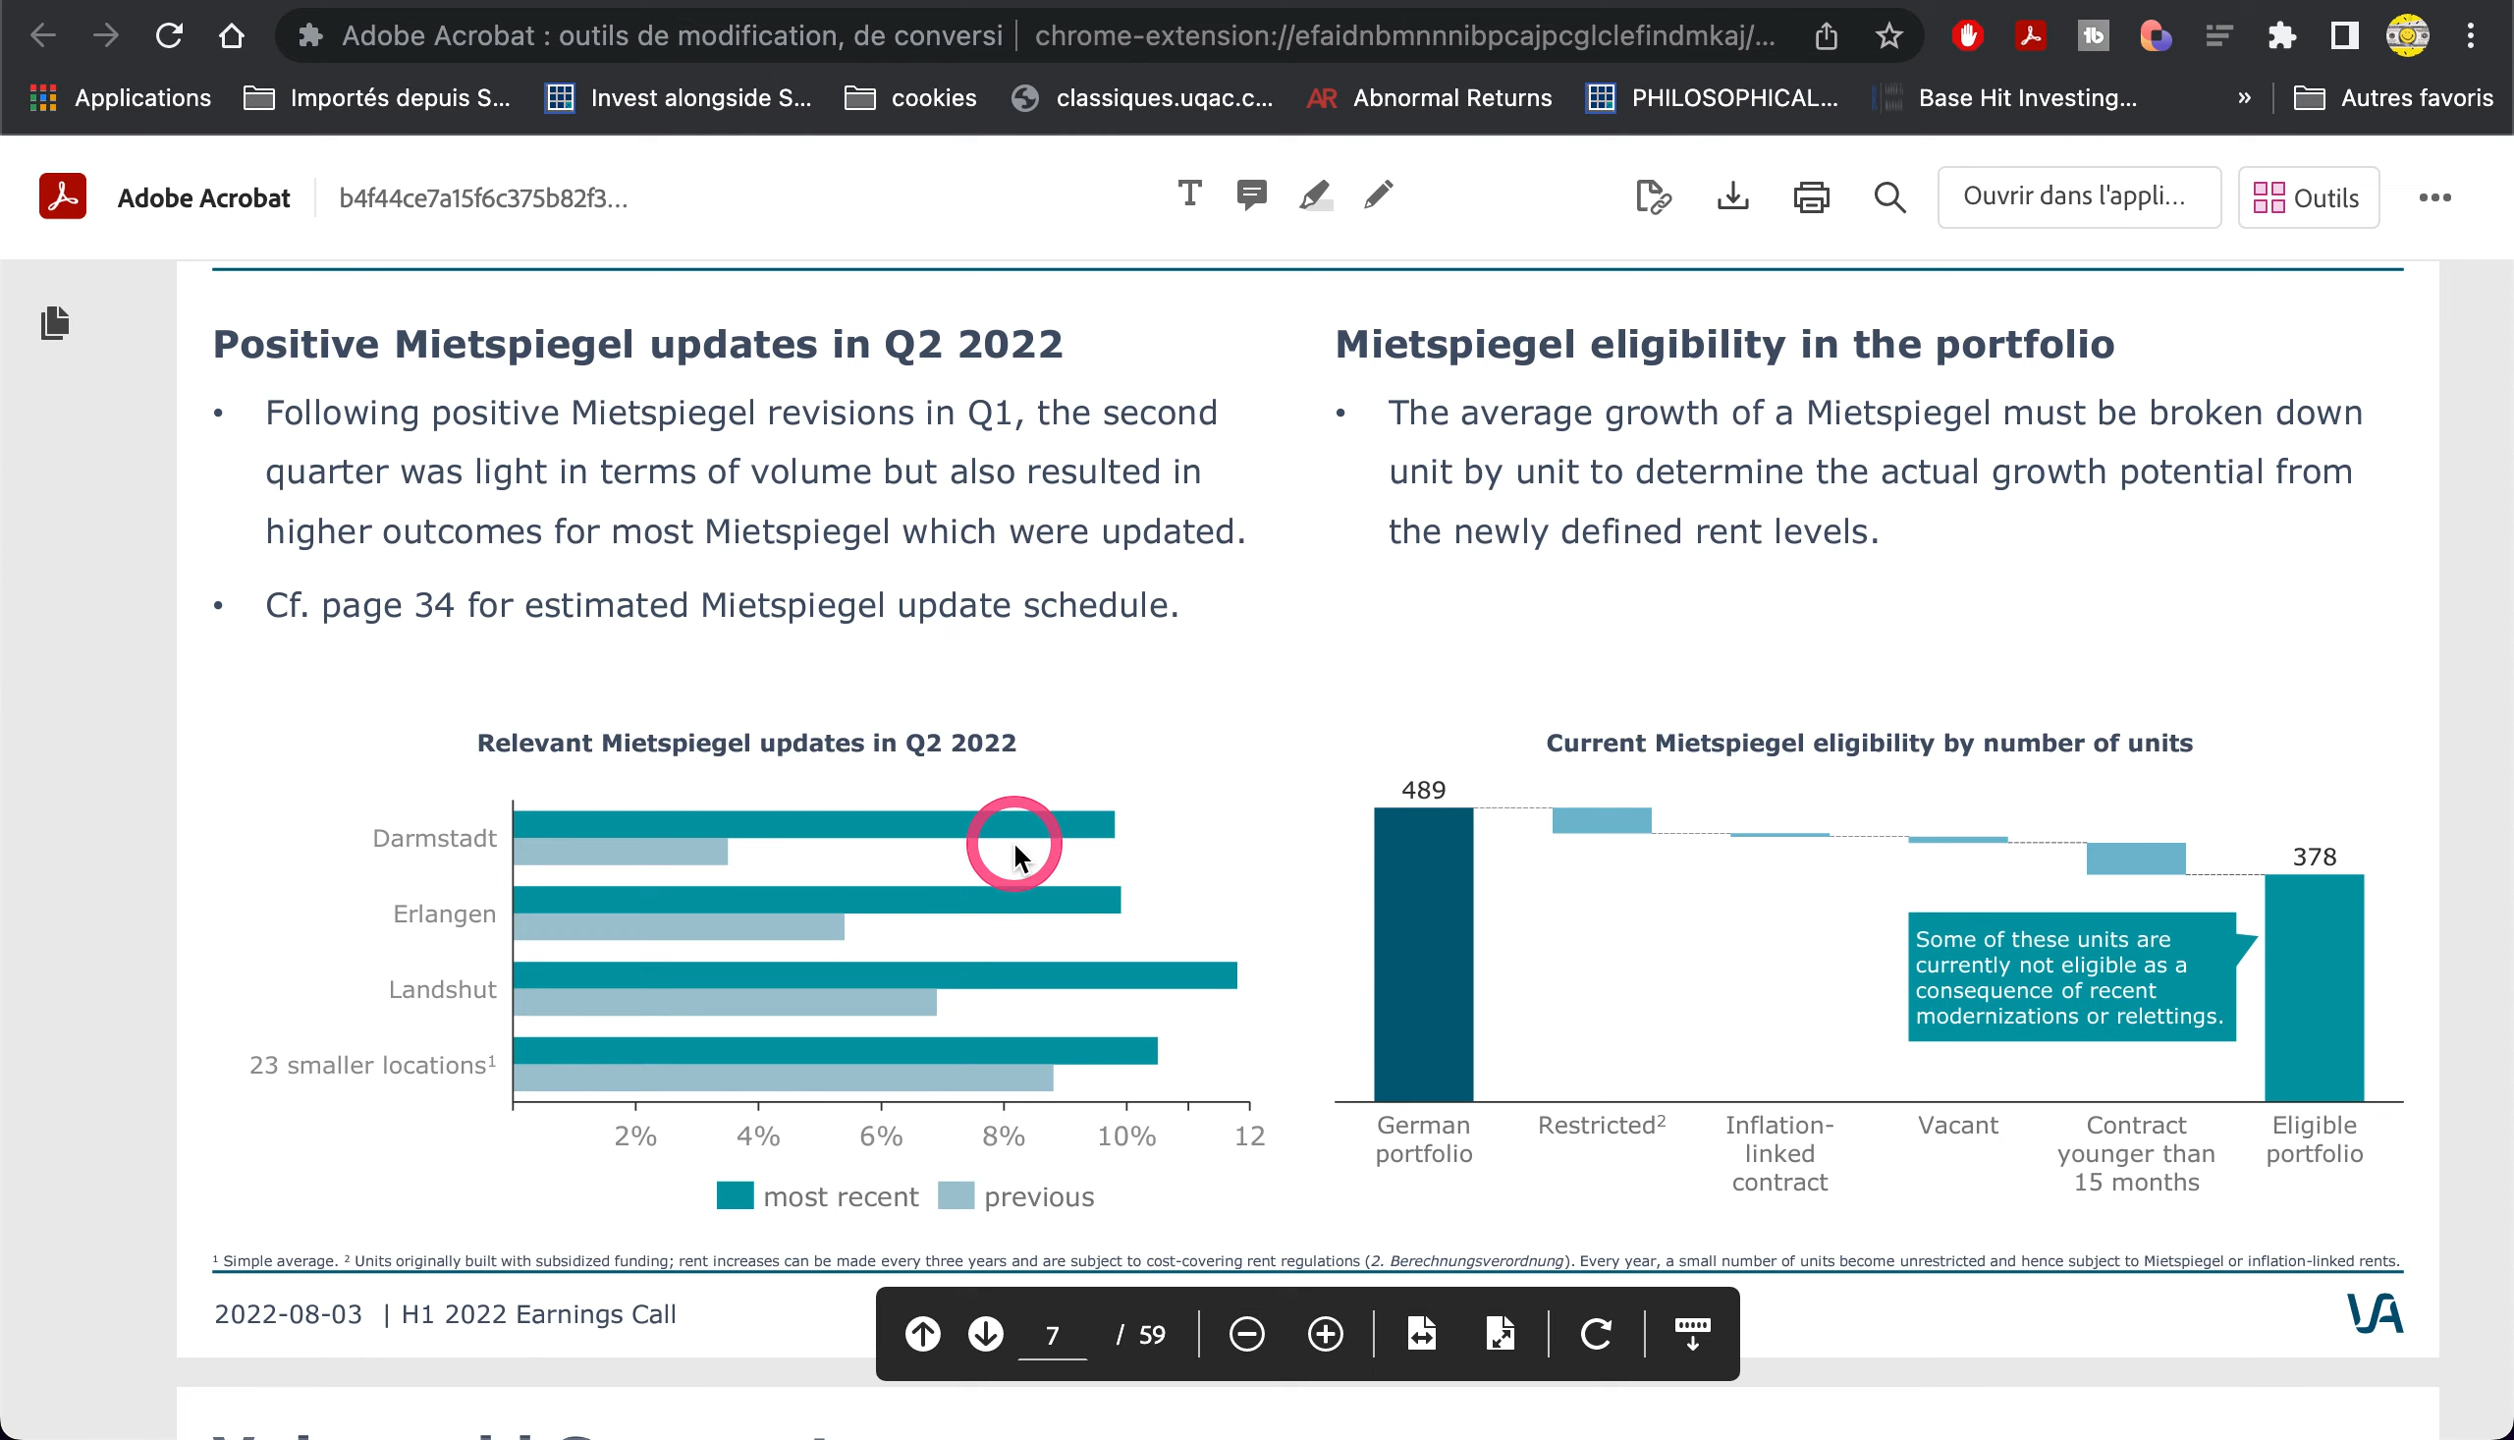 Adobe Acrobat : outils de modification, de conversi
chrome-extension://efaidnbmnnnibpcajpcglclefindmkaj/...
Applications
Importés depuis S...
Invest alongside S...
cookies
classiques.uqac.c...
AR Abnormal Returns
PHILOSOPHICAL...
Base Hit Investing...
»
Autres favoris
Adobe Acrobat
b4f44ce7a15f6c375b82f3...
Ouvrir dans l'appli...
Outils
Positive Mietspiegel updates in Q2 2022
• Following positive Mietspiegel revisions in Q1, the second
quarter was light in terms of volume but also resulted in
higher outcomes for most Mietspiegel which were updated.
• Cf. page 34 for estimated Mietspiegel update schedule.
Mietspiegel eligibility in the portfolio
• The average growth of a Mietspiegel must be broken down
unit by unit to determine the actual growth potential from
the newly defined rent levels.
Relevant Mietspiegel updates in Q2 2022
Darmstadt
Erlangen
Landshut
23 smaller locations¹
2% 4% 6% 8% 10% 12
most recent previous
Current Mietspiegel eligibility by number of units
489
378
Some of these units are
currently not eligible as a
consequence of recent
modernizations or relettings.
German
portfolio
Restricted²
Inflation-
linked
contract
Vacant
Contract
younger than
15 months
Eligible
portfolio
¹ Simple average. ² Units originally built with subsidized funding; rent increases can be made every three years and are subject to cost-covering rent regulations (2. Berechnungsverordnung). Every year, a small number of units become unrestricted and hence subject to Mietspiegel or inflation-linked rents.
2022-08-03 | H1 2022 Earnings Call
7 / 59
VA